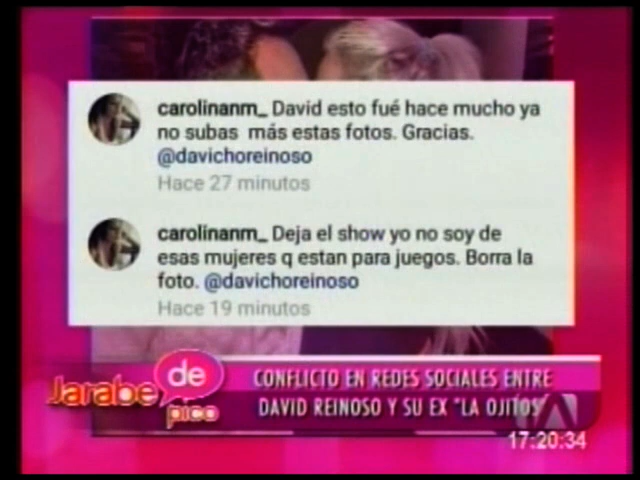 carolinanm_ David esto fué hace mucho ya
no subas más estas fotos. Gracias.
@davichoreinoso
Hace 27 minutos
carolinanm_ Deja el show yo no soy de
esas mujeres q estan para juegos. Borra la
foto. @davichoreinoso
Hace 19 minutos
Jarabe de pico
CONFLICTO EN REDES SOCIALES ENTRE
DAVID REINOSO Y SU EX "LA OJITOS"
17:20:34